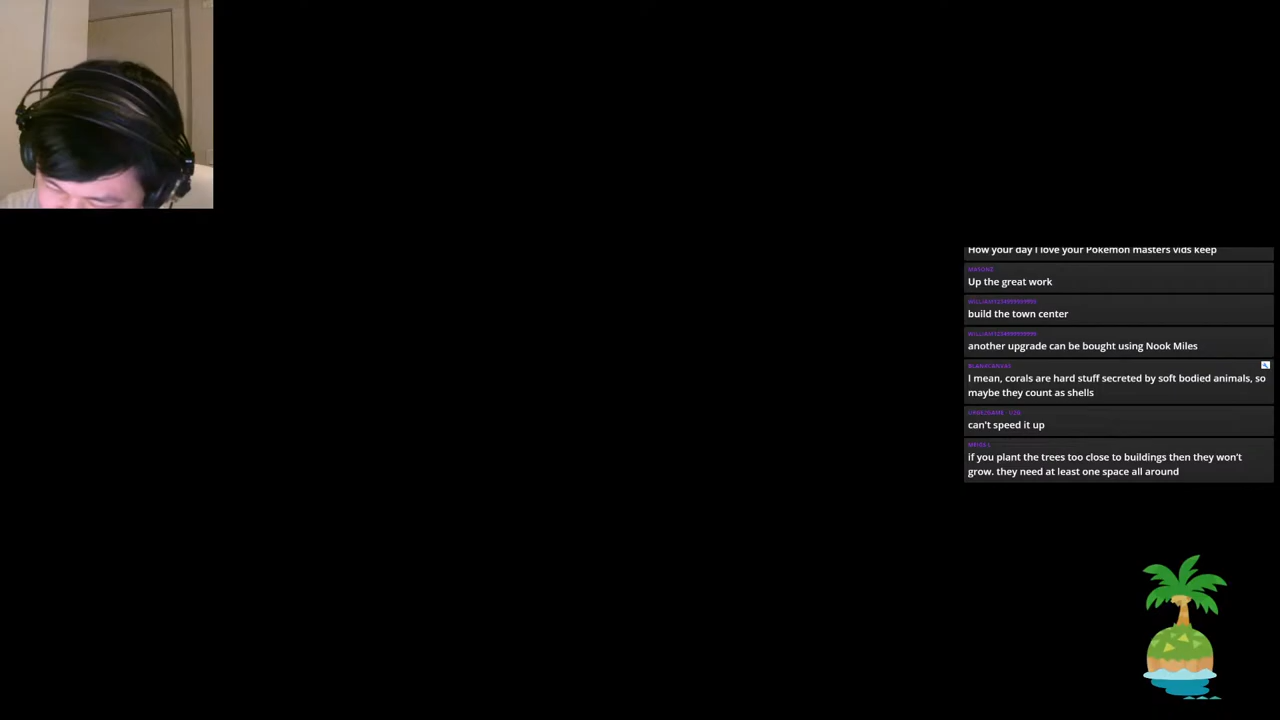 How your day I love your Pokemon masters vids keep
Up the great work
build the town center
another upgrade can be bought using Nook Miles
BLANKCANVAS
I mean, corals are hard stuff secreted by soft bodied animals, so
maybe they count as shells
can't speed it up
if you plant the trees too close to buildings then they won't
grow. they need at least one space all around